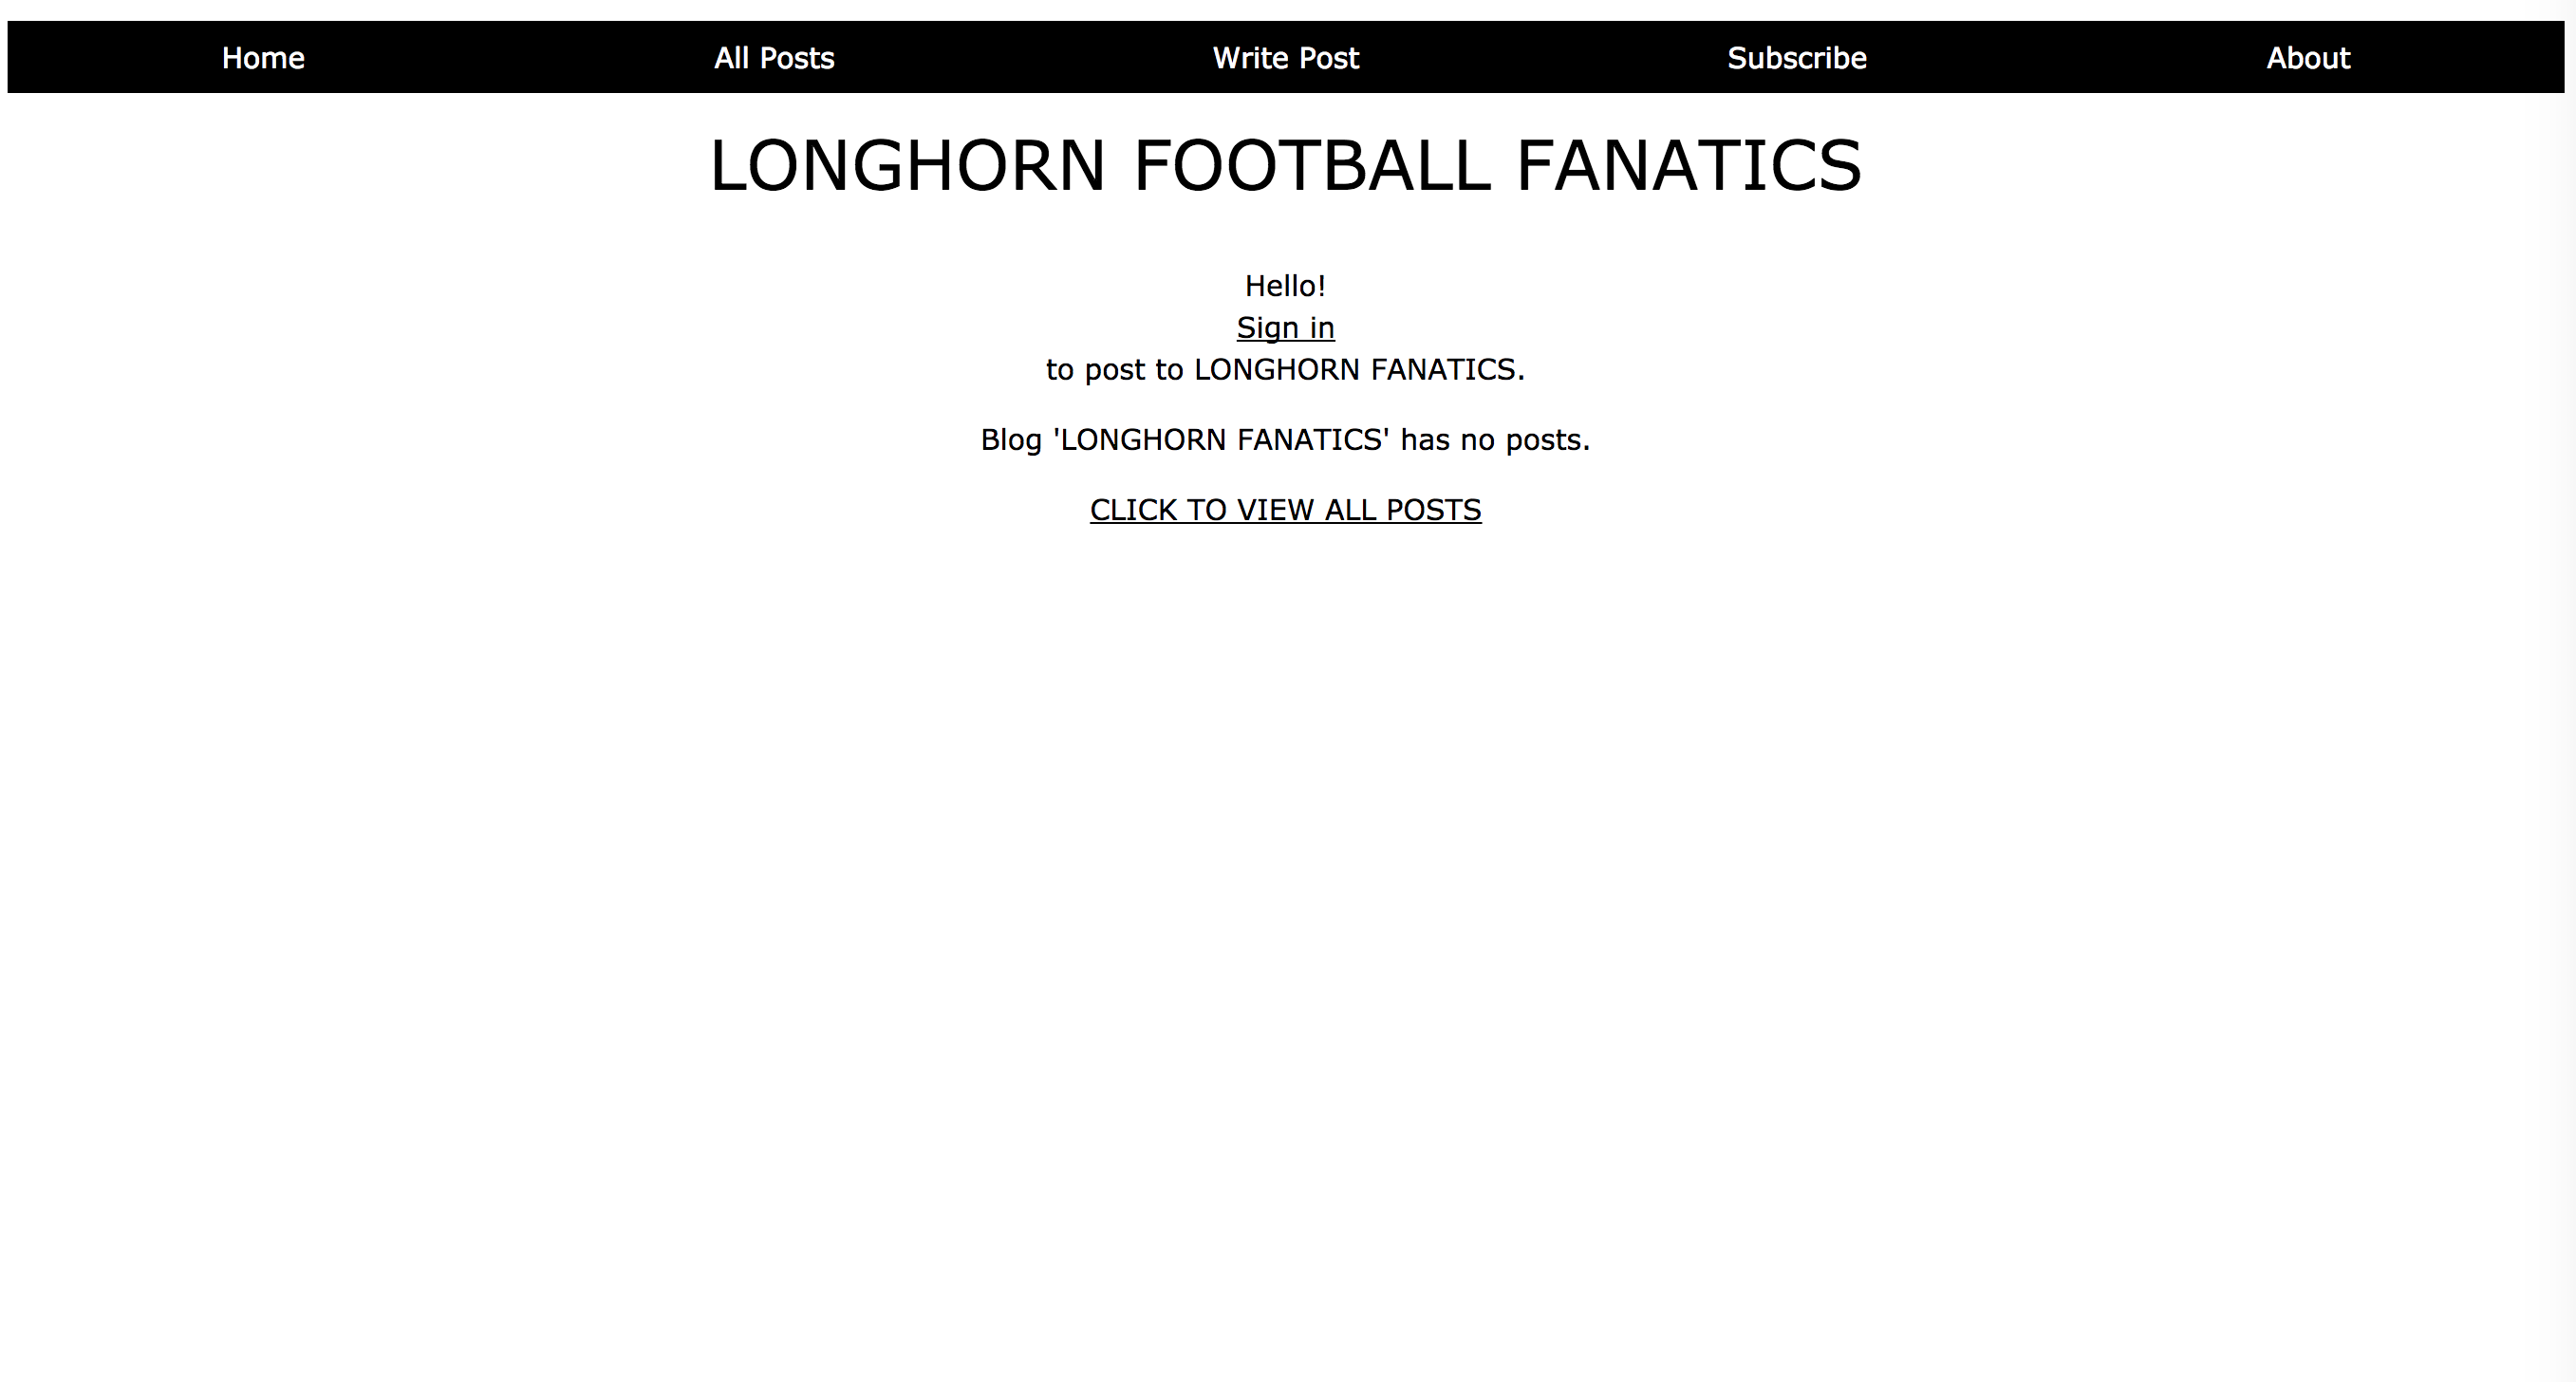 Home All Posts Write Post Subscribe About
LONGHORN FOOTBALL FANATICS
Hello!
Sign in
to post to LONGHORN FANATICS.
Blog 'LONGHORN FANATICS' has no posts.
CLICK TO VIEW ALL POSTS